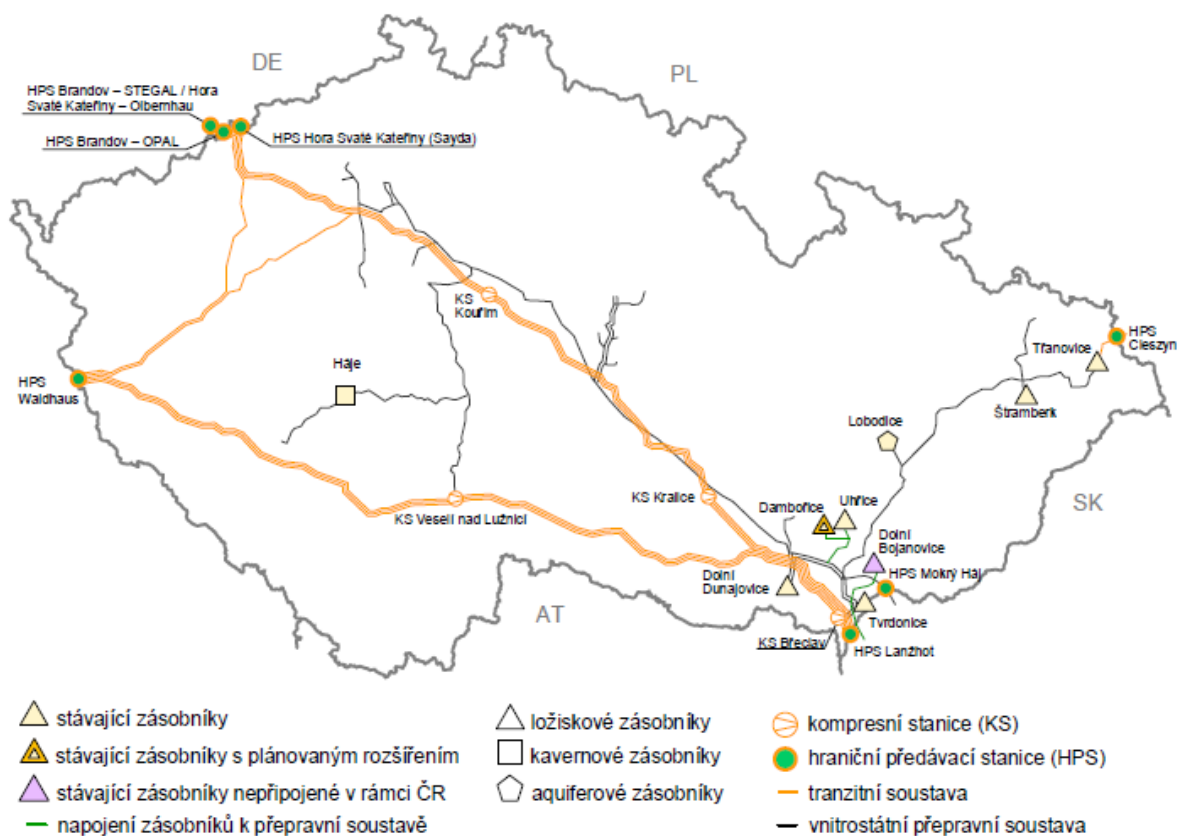 DE
PL
HPS Brandov – STEGAL / Hora
Svaté Kateřiny – Olbernhau
HPS Brandov – OPAL
HPS Hora Svaté Kateřiny (Sayda)
KS
Kouřim
HPS
Cieszyn
Třanovice
Háje
HPS
Waldhaus
Štramberk
Lobodice
KS Kralice
Uhřice
Dambořice
SK
KS Veselí nad Lužnicí
Dolní
Bojanovice
HPS Mokrý Háj
Dolní
Dunajovice
AT
Tvrdonice
KS Břeclav
HPS Lanžhot
stávající zásobníky
ložiskové zásobníky
kompresní stanice (KS)
stávající zásobníky s plánovaným rozšířením
kavernové zásobníky
hraniční předávací stanice (HPS)
stávající zásobníky nepřipojené v rámci ČR
aquiferové zásobníky
tranzitní soustava
napojení zásobníků k přepravní soustavě
vnitrostátní přepravní soustava